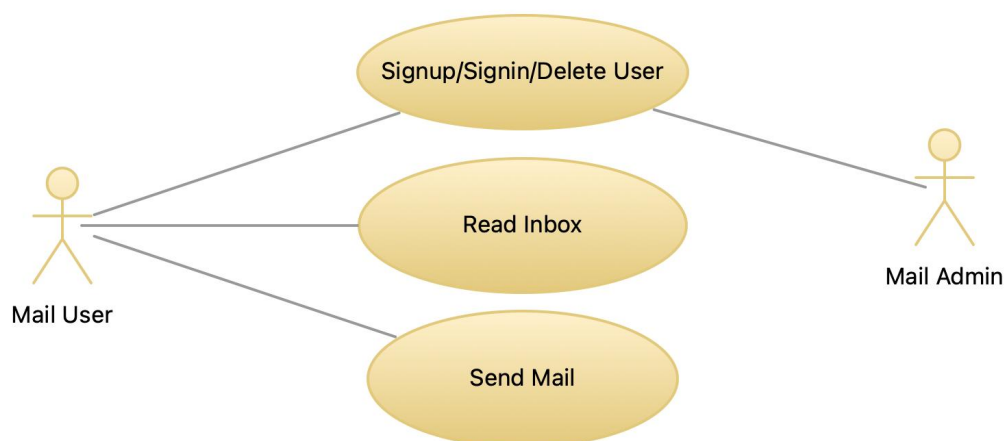 Signup/Signin/Delete User
Read Inbox
Mail Admin
Mail User
Send Mail